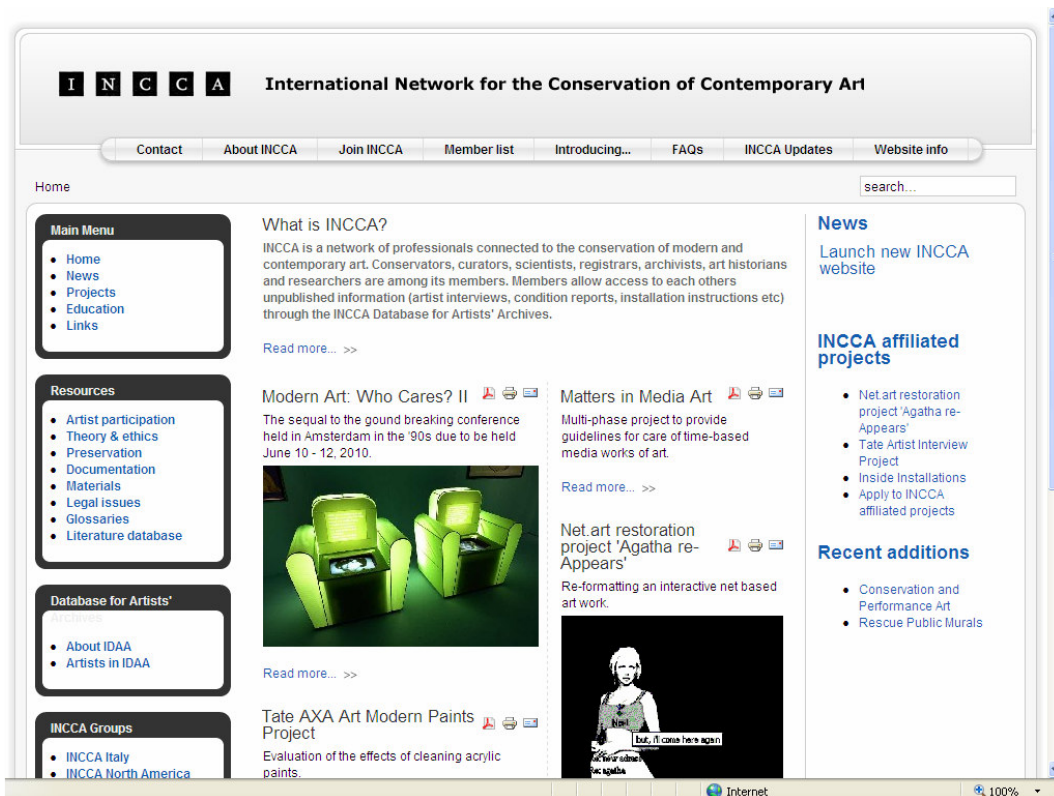 I N C C A International Network for the Conservation of Contemporary Art
Contact About INCCA Join INCCA Member list Introducing... FAQs INCCA Updates Website info
Home
search...
Main Menu
Home
News
Projects
Education
Links
Resources
Artist participation
Theory & ethics
Preservation
Documentation
Materials
Legal issues
Glossaries
Literature database
Database for Artists'
Archives
About IDAA
Artists in IDAA
INCCA Groups
INCCA Italy
INCCA North America
What is INCCA?
INCCA is a network of professionals connected to the conservation of modern and
contemporary art. Conservators, curators, scientists, registrars, archivists, art historians
and researchers are among its members. Members allow access to each others
unpublished information (artist interviews, condition reports, installation instructions etc)
through the INCCA Database for Artists' Archives.
Read more... >>
Modern Art: Who Cares? II
The sequal to the gound breaking conference
held in Amsterdam in the '90s due to be held
June 10 - 12, 2010.
Read more... >>
Tate AXA Art Modern Paints
Project
Evaluation of the effects of cleaning acrylic
paints.
Matters in Media Art
Multi-phase project to provide
guidelines for care of time-based
media works of art.
Read more... >>
Net.art restoration
project 'Agatha re-
Appears'
Re-formatting an interactive net based
art work.
but, i'll come here again
News
Launch new INCCA
website
INCCA affiliated
projects
Net.art restoration
project 'Agatha re-
Appears'
Tate Artist Interview
Project
Inside Installations
Apply to INCCA
affiliated projects
Recent additions
Conservation and
Performance Art
Rescue Public Murals
Internet
100%